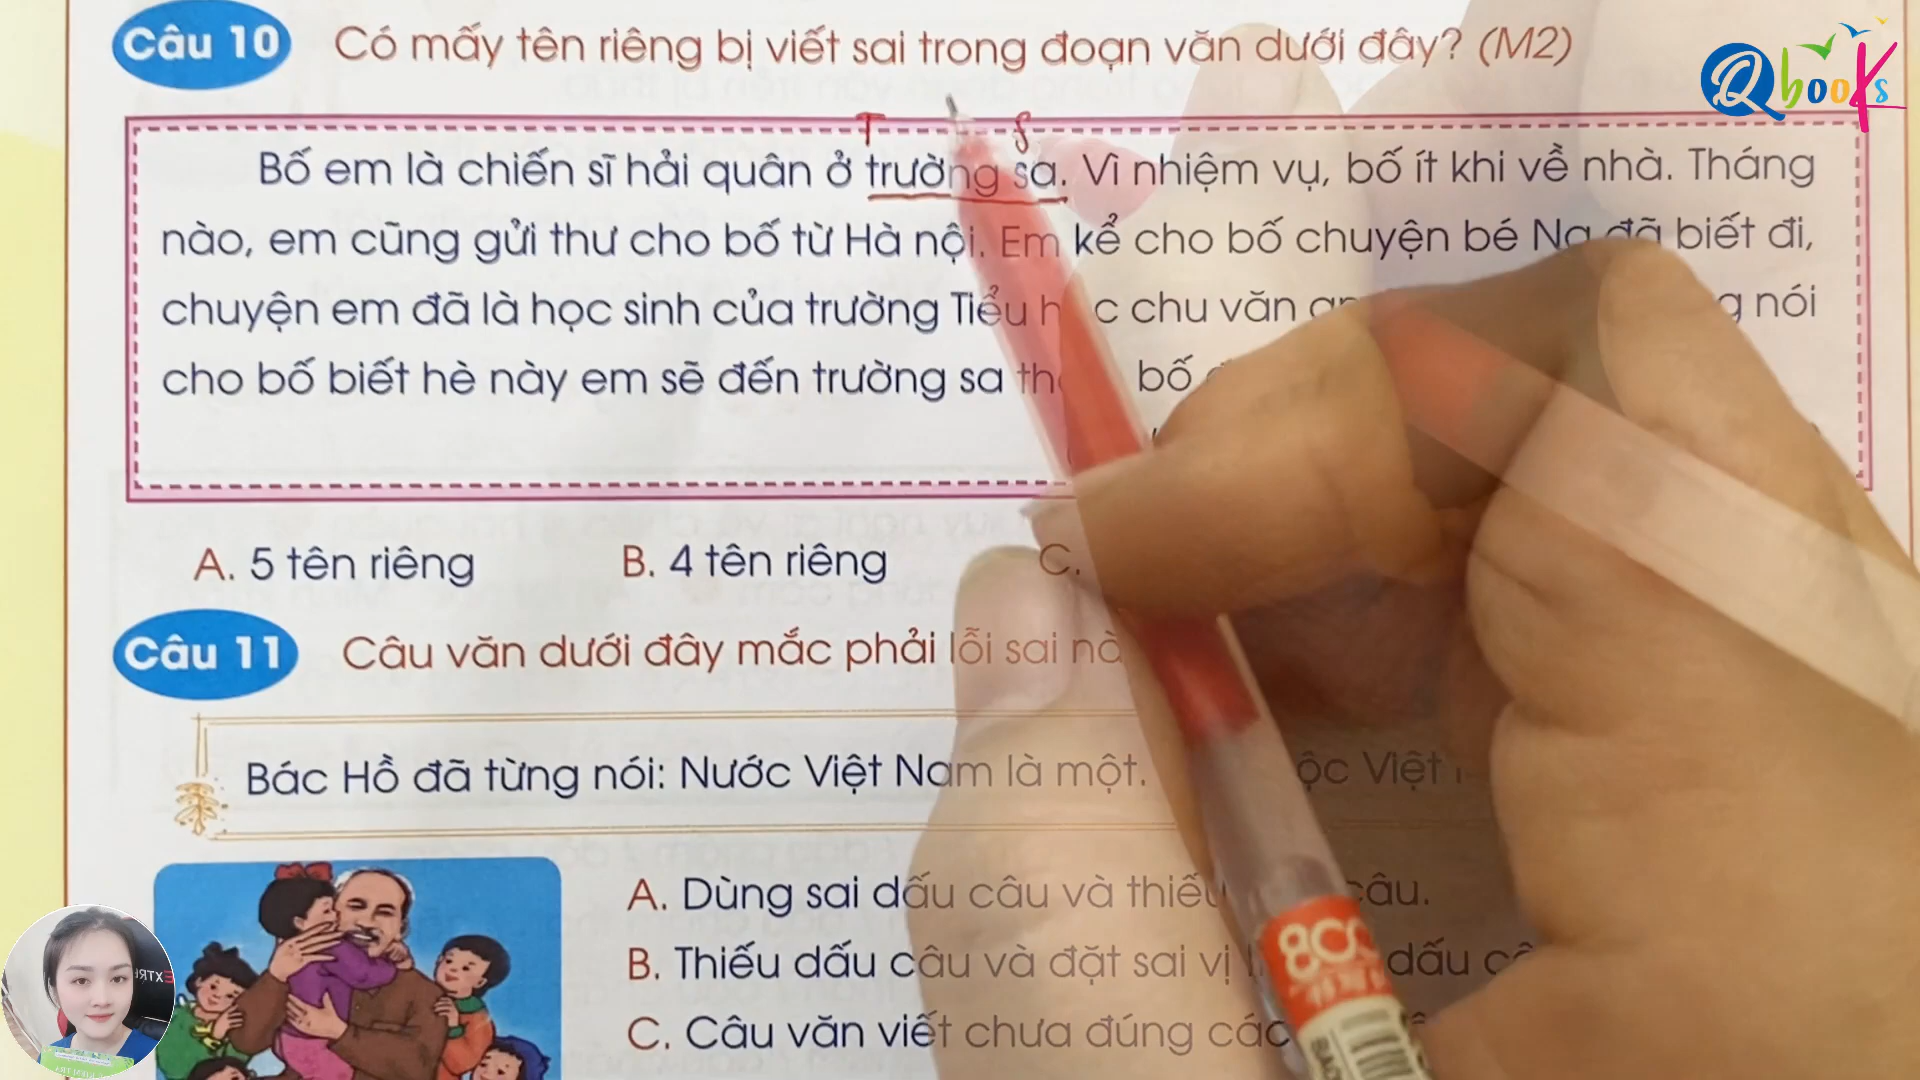 Câu 10 Có mấy tên riêng bị viết sai trong đoạn văn dưới đây? (M2)
Qbooks
T S
Bố em là chiến sĩ hải quân ở trường sa. Vì nhiệm vụ, bố ít khi về nhà. Tháng
nào, em cũng gửi thư cho bố từ Hà nội. Em kể cho bố chuyện bé Na đã biết đi,
chuyện em đã là học sinh của trường Tiểu chu văn an nói
cho bố biết hè này em sẽ đến trường sa bố
A. 5 tên riêng B. 4 tên riêng C.
Câu 11 Câu văn dưới đây mắc phải lỗi sai
Bác Hồ đã từng nói: Nước Việt Nam là một. Việt
A. Dùng sai dấu câu và thiếu câu.
B. Thiếu dấu câu và đặt sai vị dấu
C. Câu văn viết chưa đúng